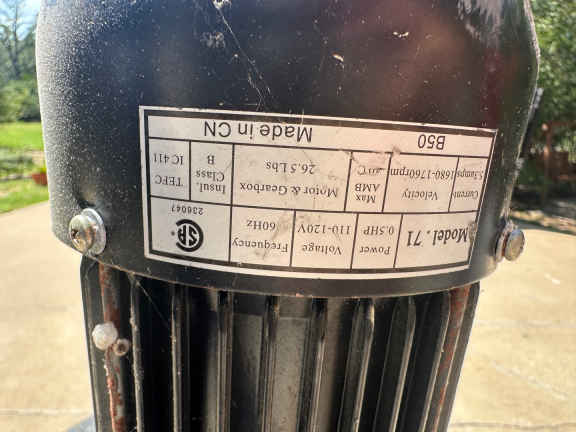 Model . 71
Power
0.5HP
Voltage
110-120V
Frequency
60Hz
236047
Current
Velocity
1680-1760rpm
Max
AMB
40°C
Motor & Gearbox
26.5 Lbs
Insul.
Class
B
TEFC
IC411
B50 Made in CN